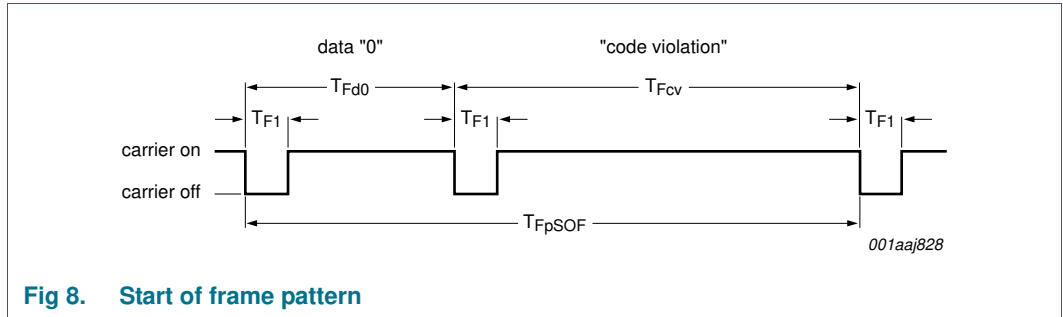 data "0" "code violation"
TFd0 TFcv
TF1 TF1 TF1
carrier on
carrier off
TFpSOF
001aaj828
Fig 8. Start of frame pattern